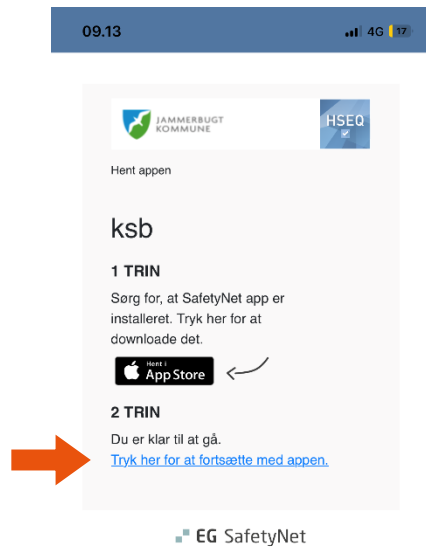 09.13 4G 17
JAMMERBUGT
KOMMUNE
HSEQ
Hent appen
ksb
1 TRIN
Sørg for, at SafetyNet app er
installeret. Tryk her for at
downloade det.
Hent i
App Store
2 TRIN
Du er klar til at gå.
Tryk her for at fortsætte med appen.
EG SafetyNet